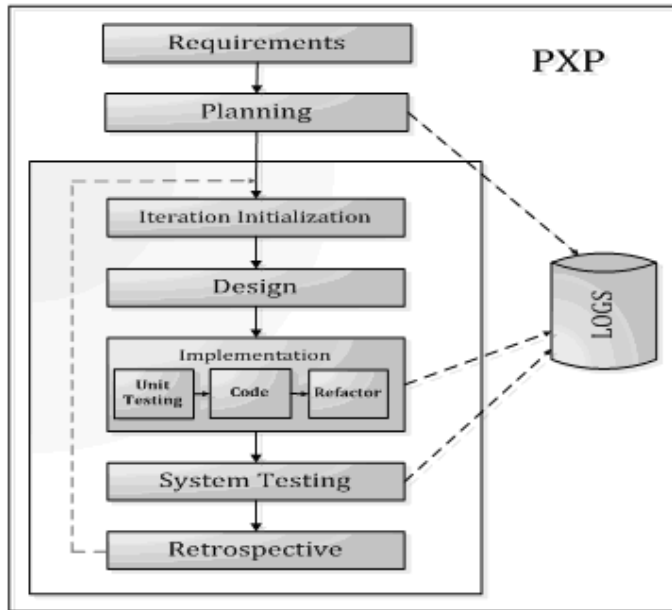 Requirements
PXP
Planning
Iteration Initialization
Design
Implementation
Unit
Testing
Code
Refactor
LOGS
System Testing
Retrospective